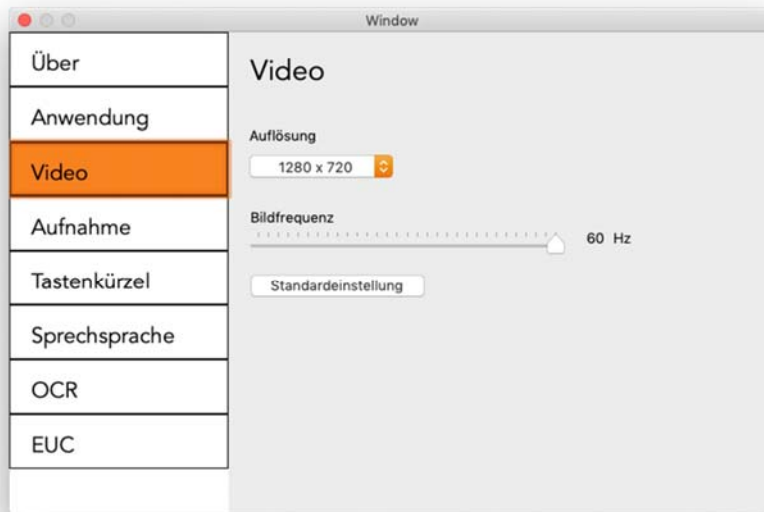 Window
Über
Anwendung
Video
Aufnahme
Tastenkürzel
Sprechsprache
OCR
EUC
Video
Auflösung
1280 x 720
Bildfrequenz
60 Hz
Standardeinstellung